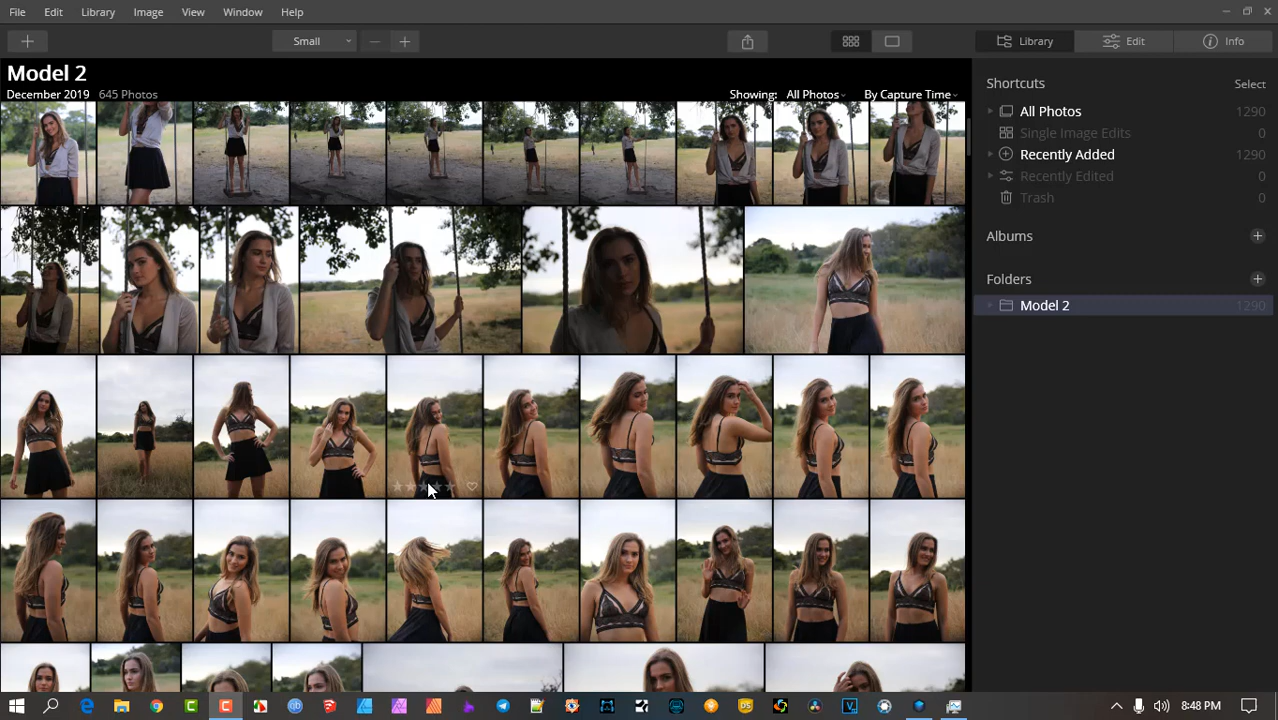 File Edit Library Image View Window Help
Small
Library Edit Info
Model 2
December 2019 645 Photos
Showing: All Photos By Capture Time
Shortcuts Select
All Photos 1290
Single Image Edits 0
Recently Added 1290
Recently Edited 0
Trash 0
Albums
Folders
Model 2 1290
8:48 PM